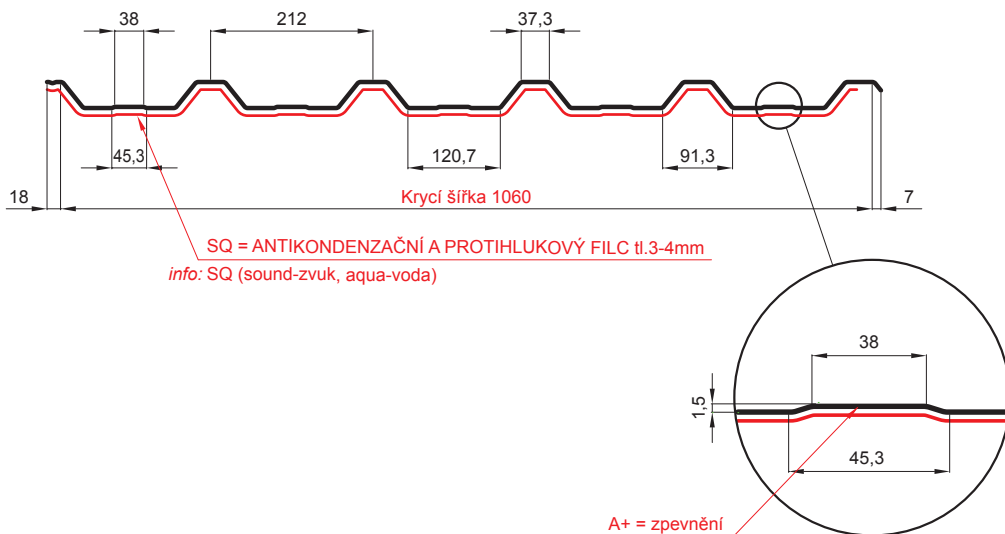 38
212
37,3
45,3
120,7
91,3
18
Krycí šířka 1060
7
SQ = ANTIKONDENZAČNÍ A PROTIHLUKOVÝ FILC tl.3-4mm
info: SQ (sound-zvuk, aqua-voda)
38
1,5
45,3
A+ = zpevnění